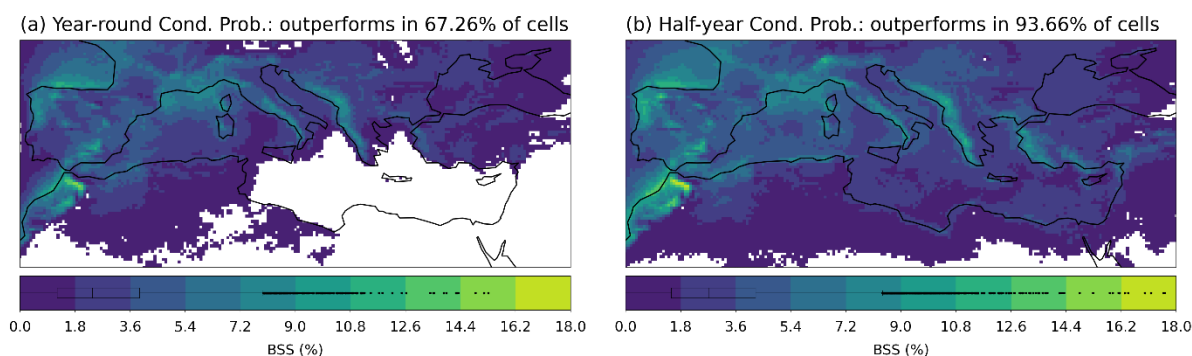 (a) Year-round Cond. Prob.: outperforms in 67.26% of cells
(b) Half-year Cond. Prob.: outperforms in 93.66% of cells
0.0 1.8 3.6 5.4 7.2 9.0 10.8 12.6 14.4 16.2 18.0
BSS (%)
0.0 1.8 3.6 5.4 7.2 9.0 10.8 12.6 14.4 16.2 18.0
BSS (%)